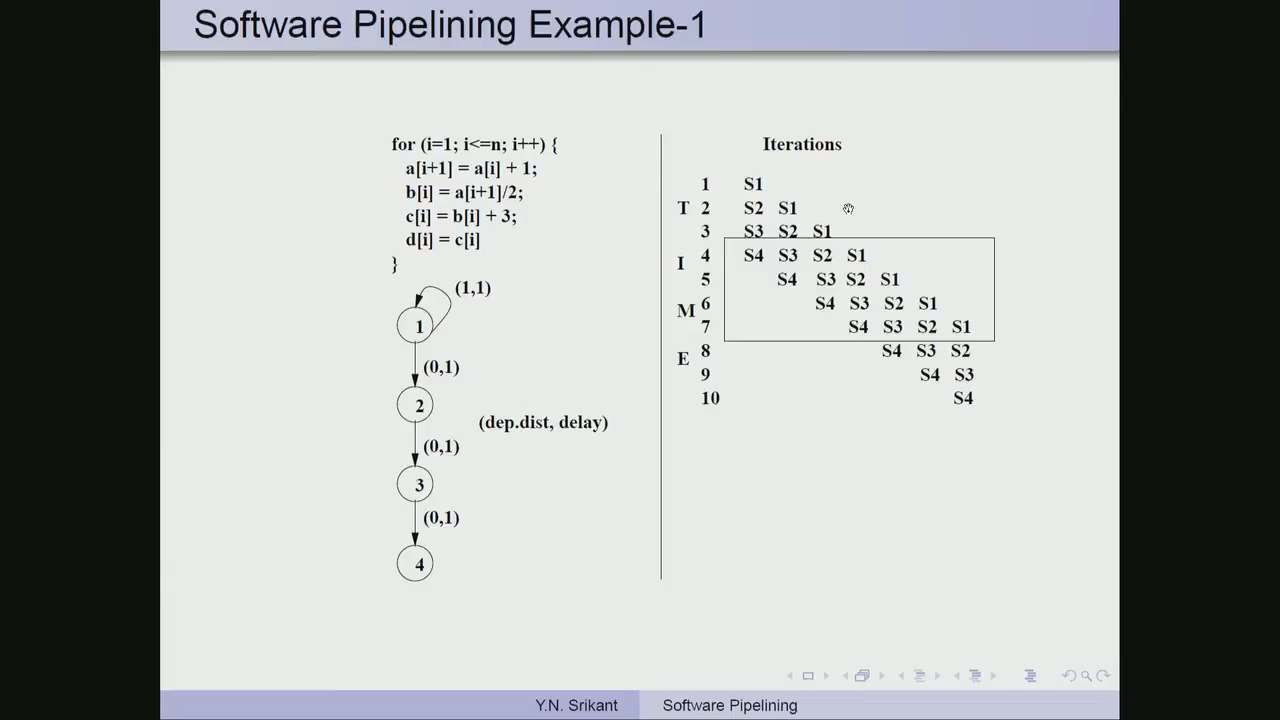 Software Pipelining Example-1
for (i=1; i<=n; i++) {
a[i+1] = a[i] + 1;
b[i] = a[i+1]/2;
c[i] = b[i] + 3;
d[i] = c[i]
}
(1,1)
1
(0,1)
2
(dep.dist, delay)
(0,1)
3
(0,1)
4
Iterations
TIME
1 S1
2 S2 S1
3 S3 S2 S1
4 S4 S3 S2 S1
5 S4 S3 S2 S1
6 S4 S3 S2 S1
7 S4 S3 S2 S1
8 S4 S3 S2
9 S4 S3
10 S4
Y.N. Srikant Software Pipelining